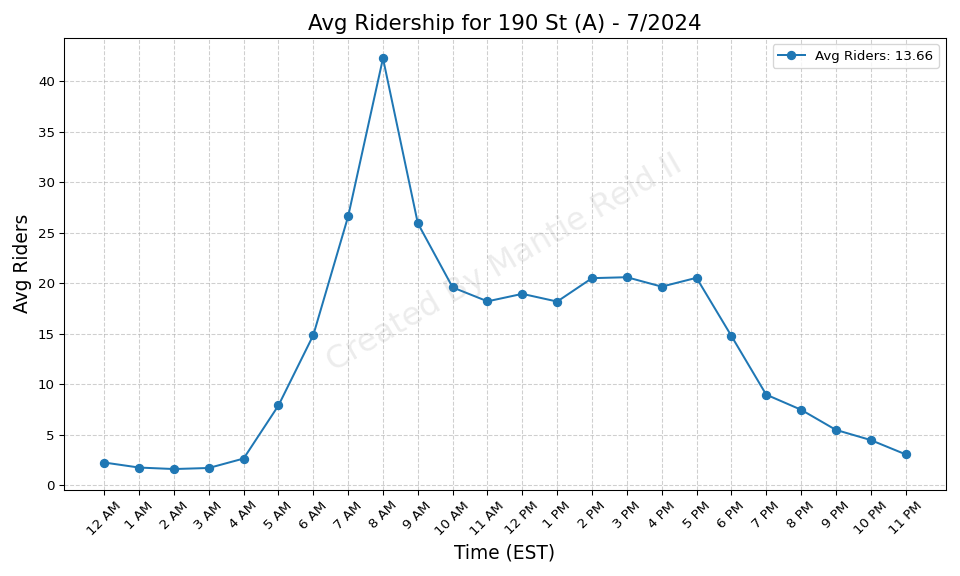 Avg Ridership for 190 St (A) - 7/2024
Avg Riders: 13.66
Avg Riders
40
35
30
25
20
15
10
5
0
Created By Mantie Reid II
12 AM
1 AM
2 AM
3 AM
4 AM
5 AM
6 AM
7 AM
8 AM
9 AM
10 AM
11 AM
12 PM
1 PM
2 PM
3 PM
4 PM
5 PM
6 PM
7 PM
8 PM
9 PM
10 PM
11 PM
Time (EST)